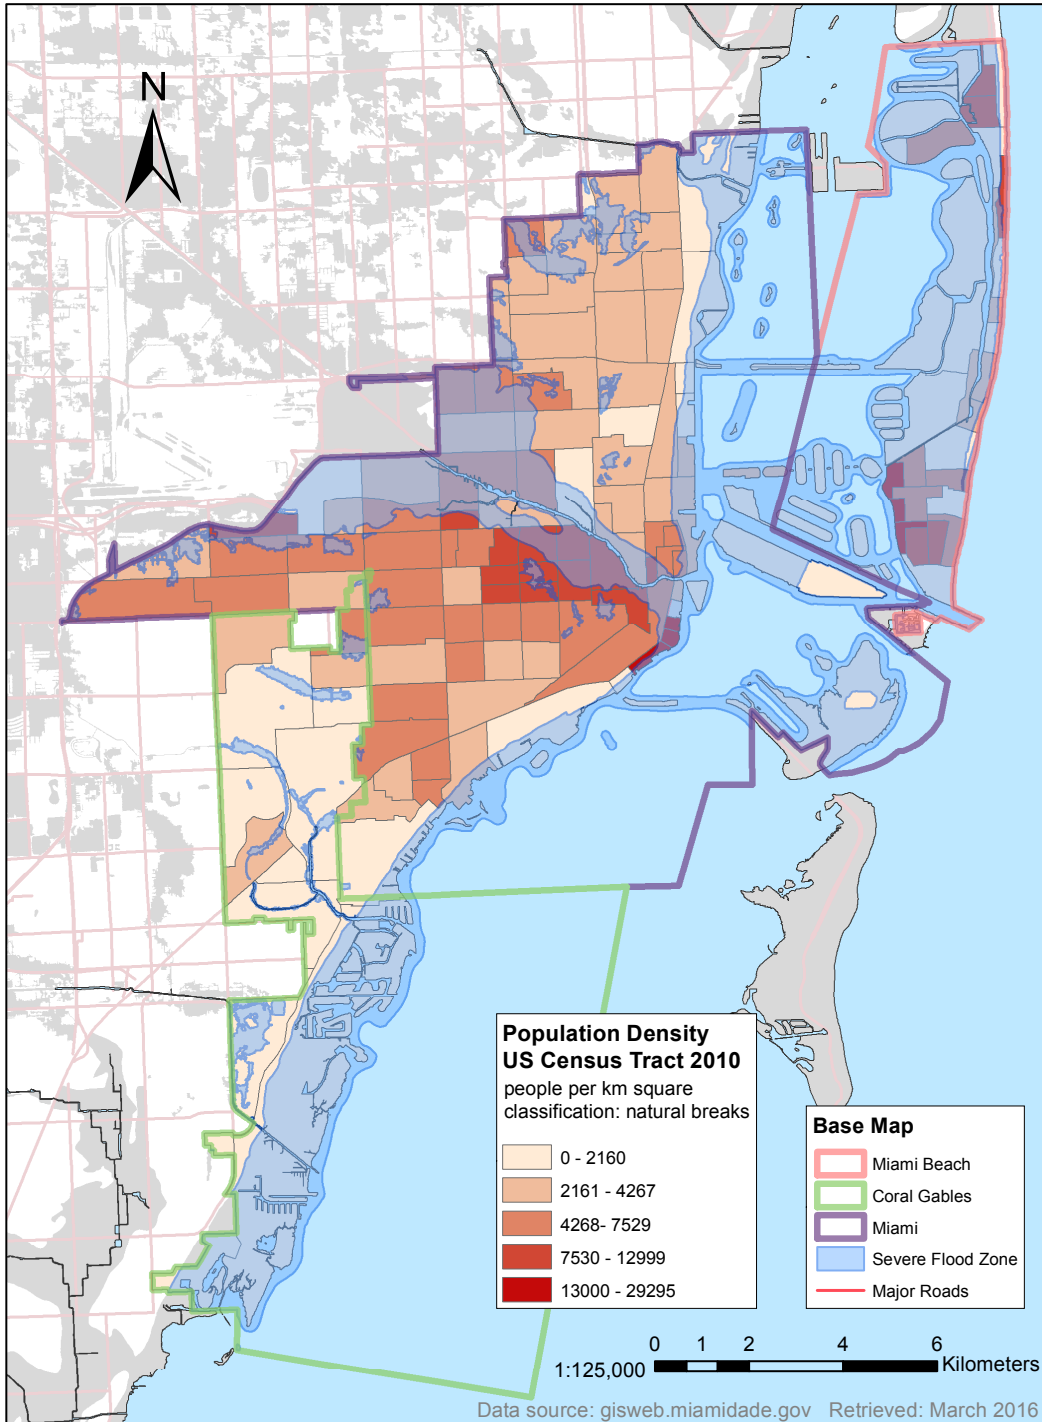 N
Population Density
US Census Tract 2010
people per km square
classification: natural breaks
0 - 2160
2161 - 4267
4268- 7529
7530 - 12999
13000 - 29295
Base Map
Miami Beach
Coral Gables
Miami
Severe Flood Zone
Major Roads
0 1 2 4 6
1:125,000 Kilometers
Data source: gisweb.miamidade.gov Retrieved: March 2016